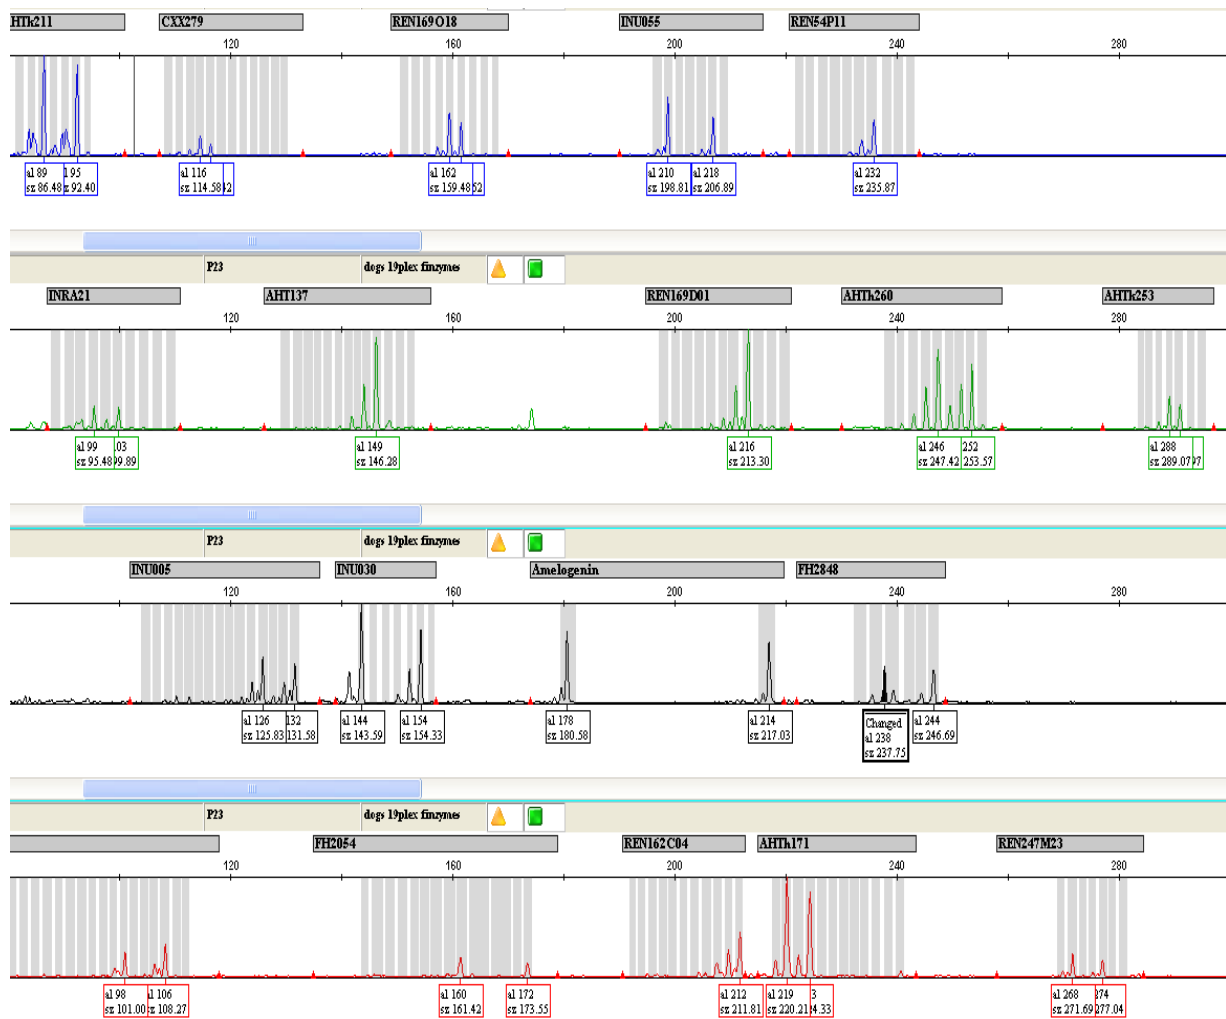 HTk211 CXX279 REN169O18 INU055 REN54P11
120 160 200 240 280
al 89 l 95 al 116 al 162 al 210 al 218 al 232
sz 86.48 z 92.40 sz 114.58 sz 159.48 52 sz 198.81 sz 206.89 sz 235.87
P23 dogs 19plex finzymes
INRA21 AHT137 REN169D01 AHTk260 AHTk253
120 160 200 240 280
al 99 03 al 149 al 216 al 246 252 al 288
sz 95.48 99.89 sz 146.28 sz 213.30 sz 247.42 253.57 sz 289.07
P23 dogs 19plex finzymes
INU005 INU030 Amelogenin FH2848
120 160 200 240 280
al 126 132 al 144 al 154 al 178 al 214 Changed al 244
sz 125.83 131.58 sz 143.59 sz 154.33 sz 180.58 sz 217.03 al 238 sz 246.69
sz 237.75
P23 dogs 19plex finzymes
FH2054 REN162C04 AHTh171 REN247M23
120 160 200 240 280
al 98 l 106 al 160 al 172 al 212 al 219 3 al 268 274
sz 101.00 108.27 sz 161.42 sz 173.55 sz 211.81 sz 220.21 4.33 sz 271.69 277.04